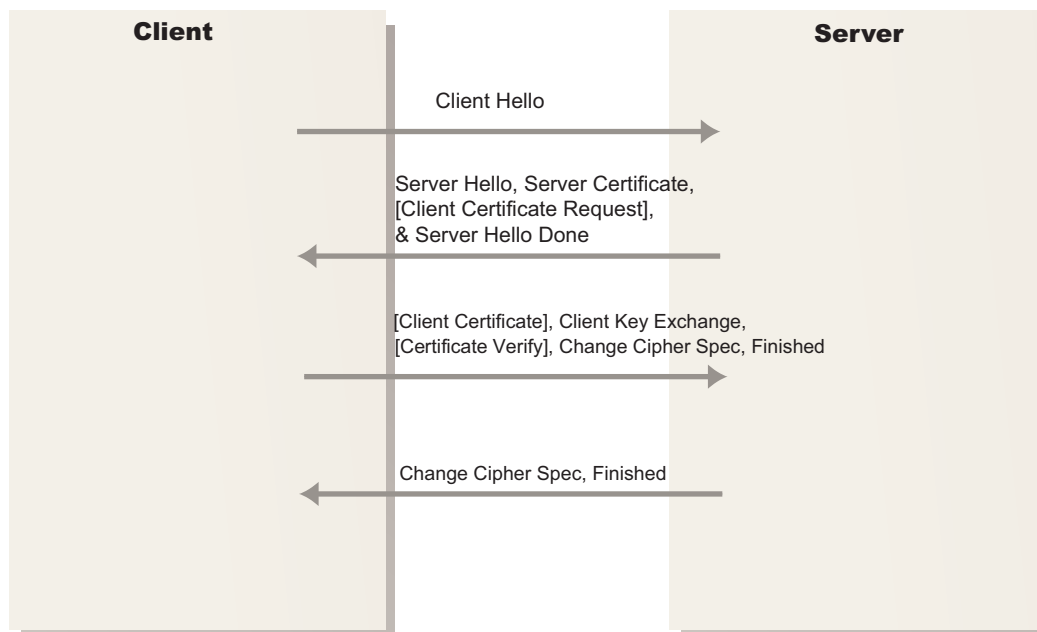 Client
Server
Client Hello
Server Hello, Server Certificate,
[Client Certificate Request],
& Server Hello Done
[Client Certificate], Client Key Exchange,
[Certificate Verify], Change Cipher Spec, Finished
Change Cipher Spec, Finished